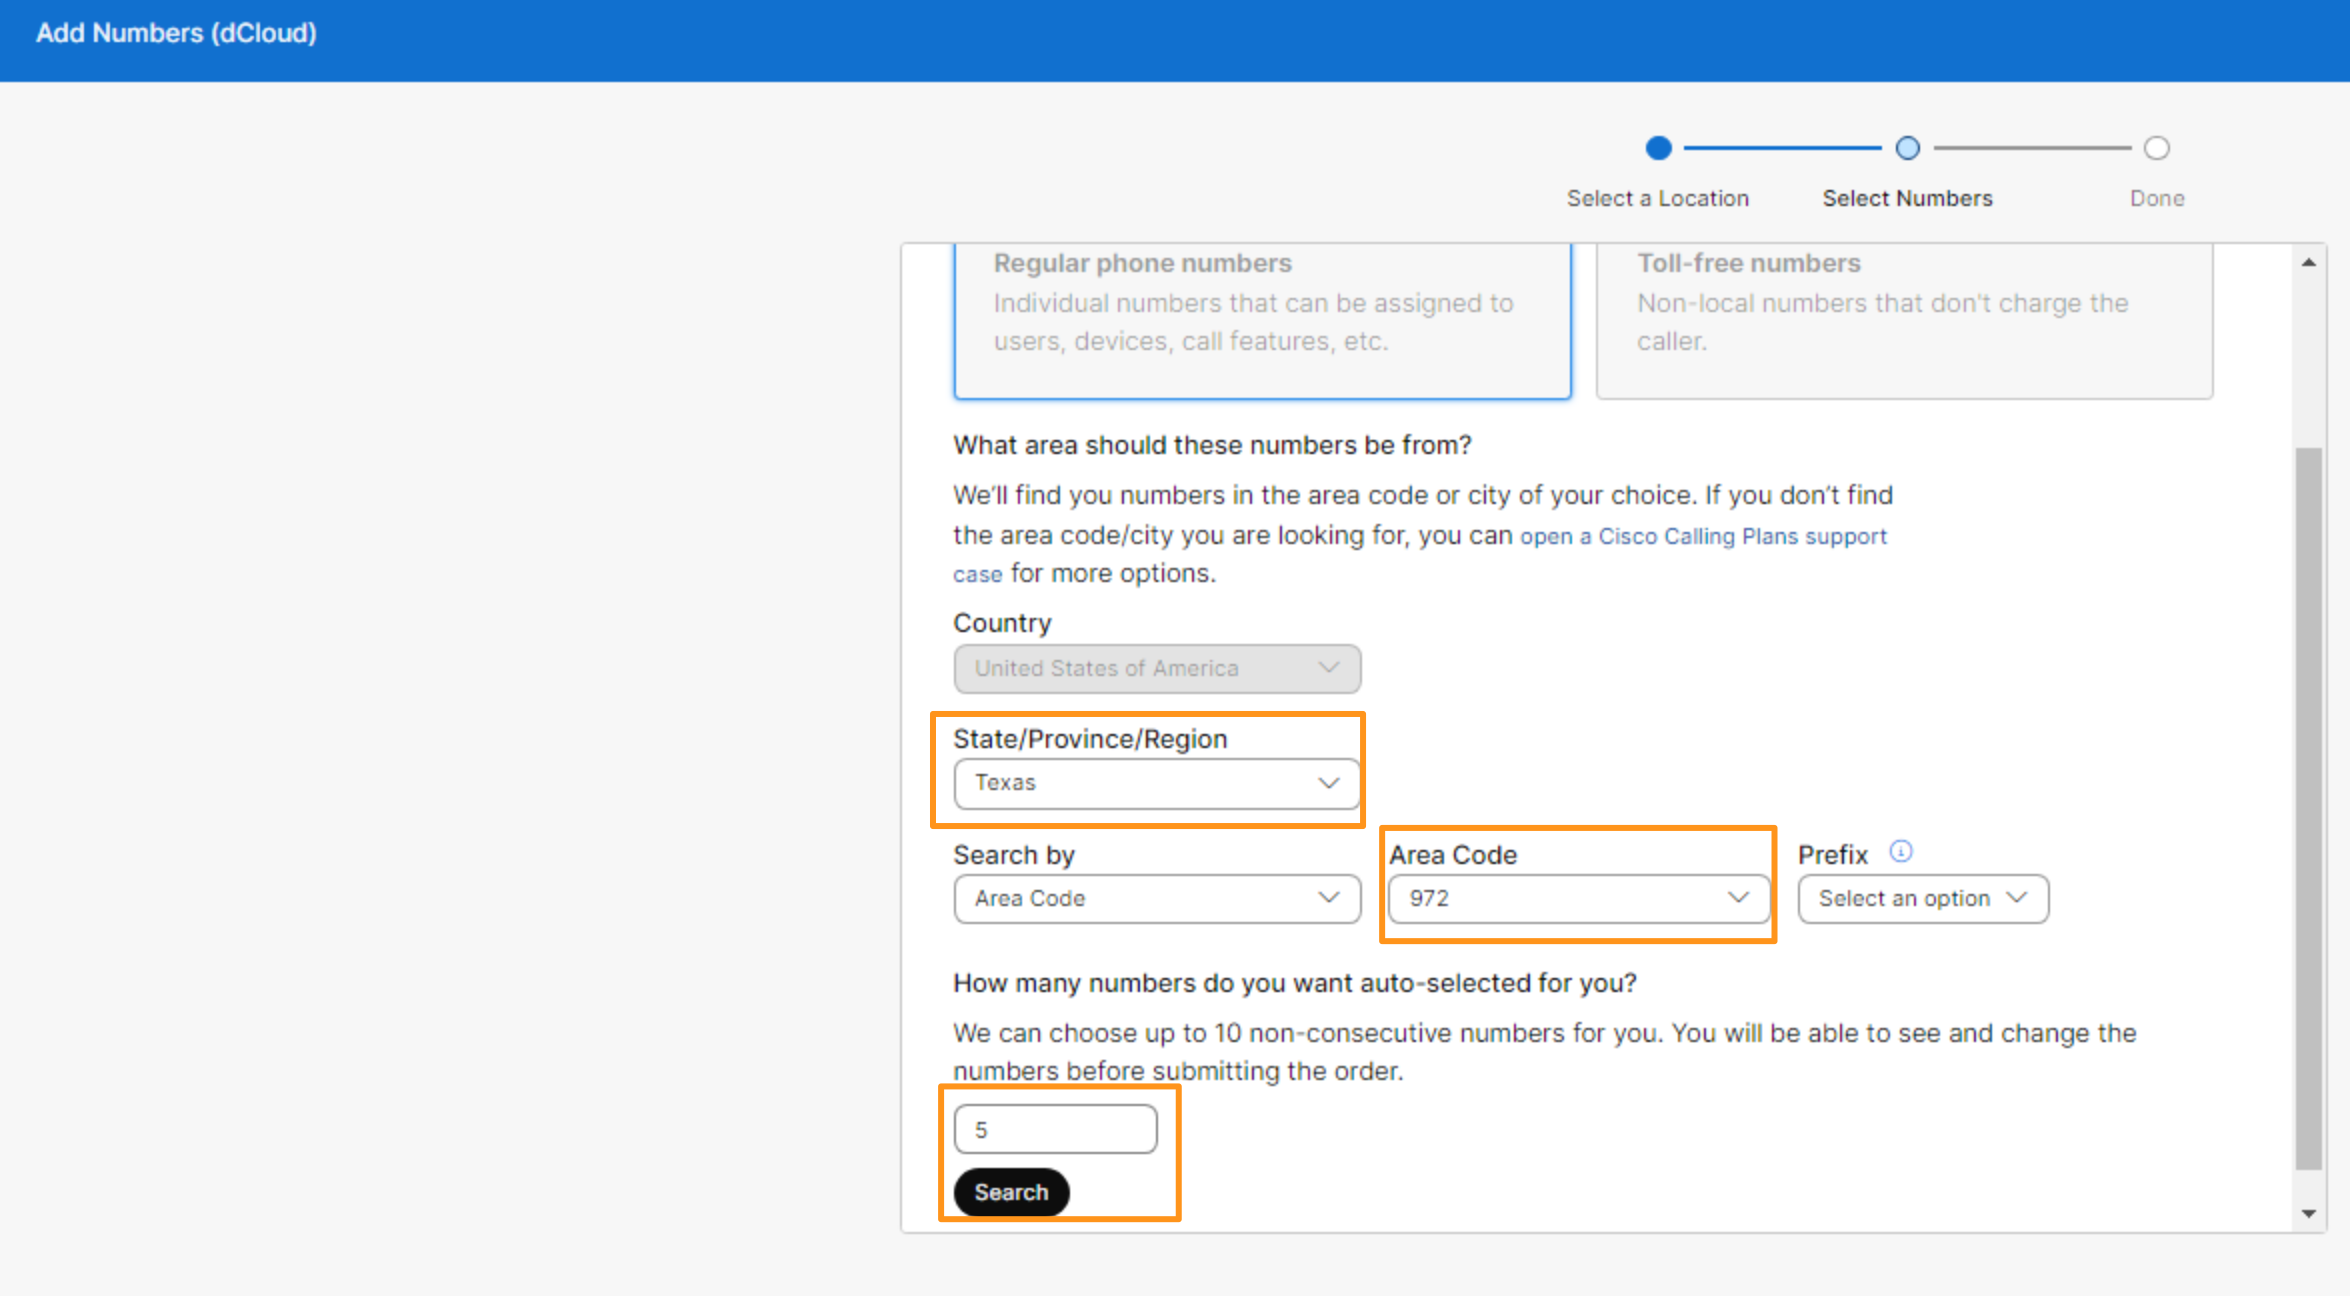 Add Numbers (dCloud)
Select a Location
Select Numbers
Done
Regular phone numbers
Individual numbers that can be assigned to
users, devices, call features, etc.
Toll-free numbers
Non-local numbers that don't charge the
caller.
What area should these numbers be from?
We'll find you numbers in the area code or city of your choice. If you don't find
the area code/city you are looking for, you can open a Cisco Calling Plans support
case for more options.
Country
United States of America
State/Province/Region
Texas
Search by
Area Code
Area Code
972
Prefix
Select an option
How many numbers do you want auto-selected for you?
We can choose up to 10 non-consecutive numbers for you. You will be able to see and change the
numbers before submitting the order.
5
Search